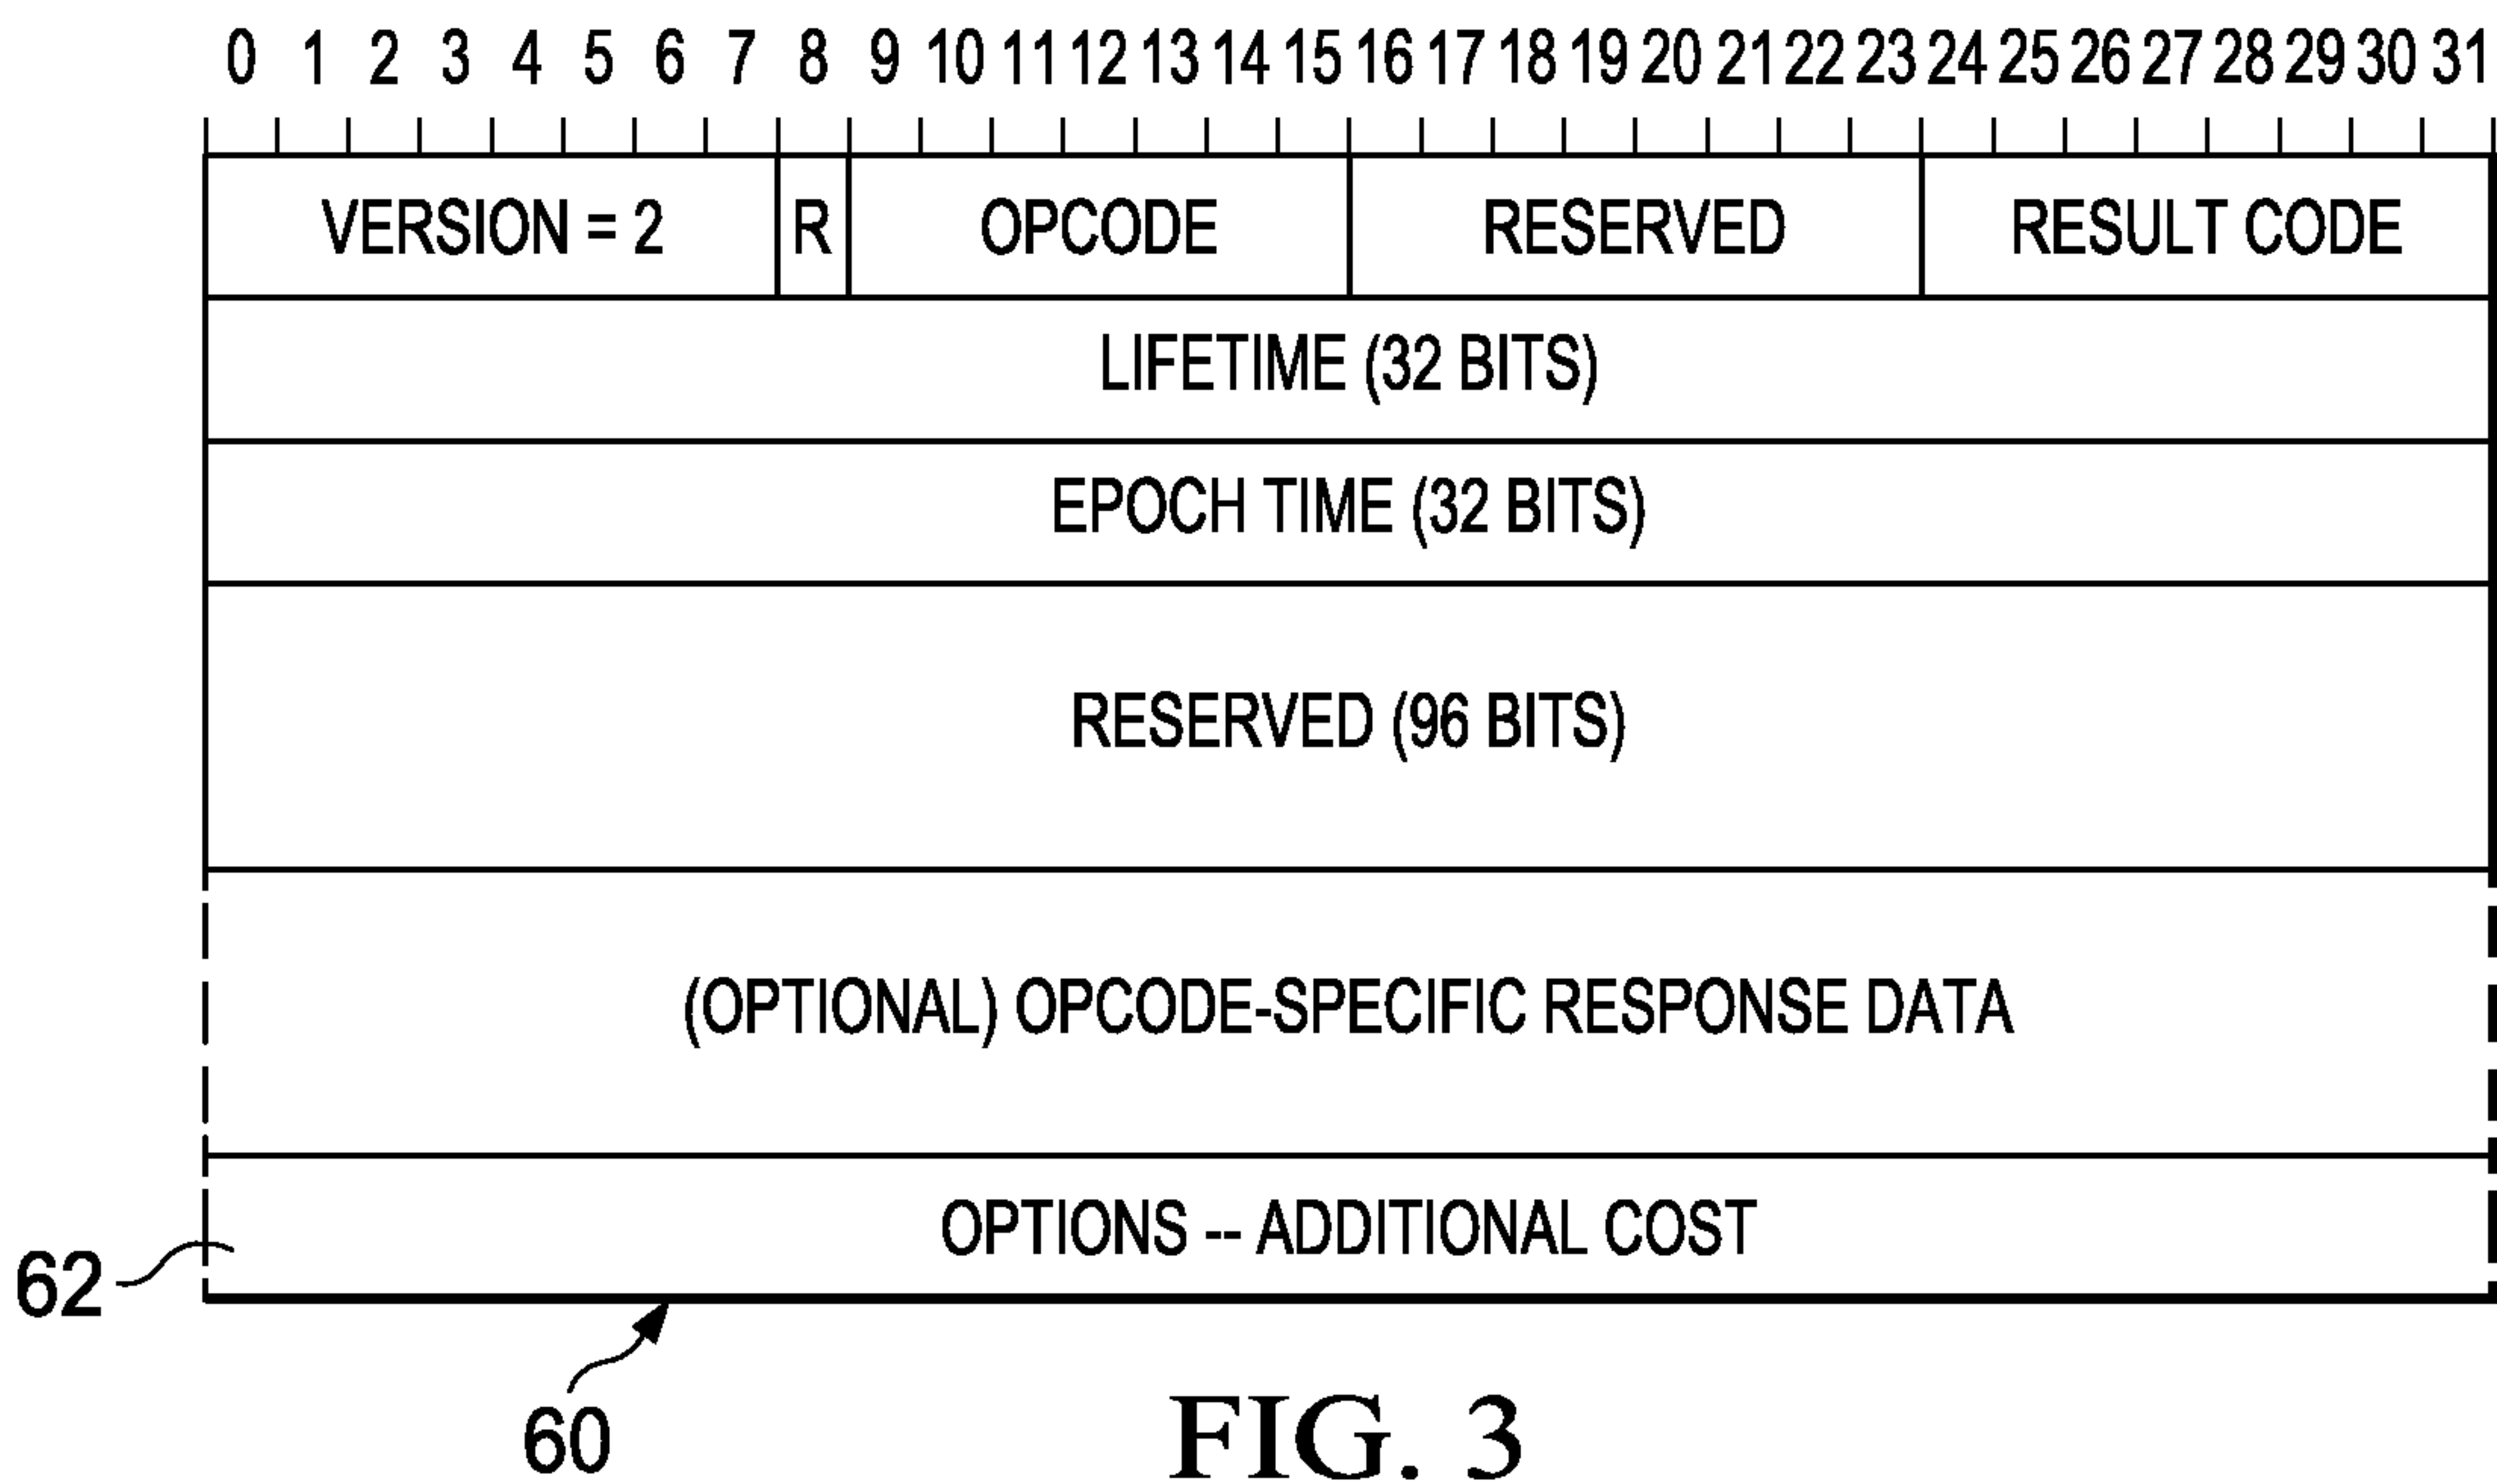 0 1 2 3 4 5 6 7 8 9 10 11 12 13 14 15 16 17 18 19 20 21 22 23 24 25 26 27 28 29 30 31
VERSION = 2 R OPCODE RESERVED RESULT CODE
LIFETIME (32 BITS)
EPOCH TIME (32 BITS)
RESERVED (96 BITS)
(OPTIONAL) OPCODE-SPECIFIC RESPONSE DATA
OPTIONS -- ADDITIONAL COST
62
60
FIG. 3